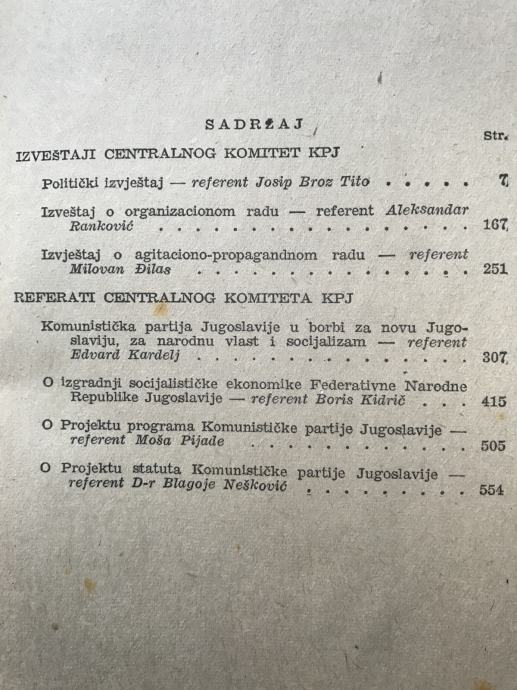 SADRŽAJ
Str.
IZVEŠTAJI CENTRALNOG KOMITET KPJ
Politički izvještaj — referent Josip Broz Tito . . . . . 7
Izveštaj o organizacionom radu — referent Aleksandar
Ranković . . . . . . . . . . . . . . . 167
Izvještaj o agitaciono-propagandnom radu — referent
Milovan Đilas . . . . . . . . . . . . . 251
REFERATI CENTRALNOG KOMITETA KPJ
Komunistička partija Jugoslavije u borbi za novu Jugo-
slaviju, za narodnu vlast i socijalizam — referent
Edvard Kardelj . . . . . . . . . . . . . 307
O izgradnji socijalističke ekonomike Federativne Narodne
Republike Jugoslavije — referent Boris Kidrič . . . 415
O Projektu programa Komunističke partije Jugoslavije —
referent Moša Pijade . . . . . . . . . . . 505
O Projektu statuta Komunističke partije Jugoslavije —
referent D-r Blagoje Nešković . . . . . . . . 554